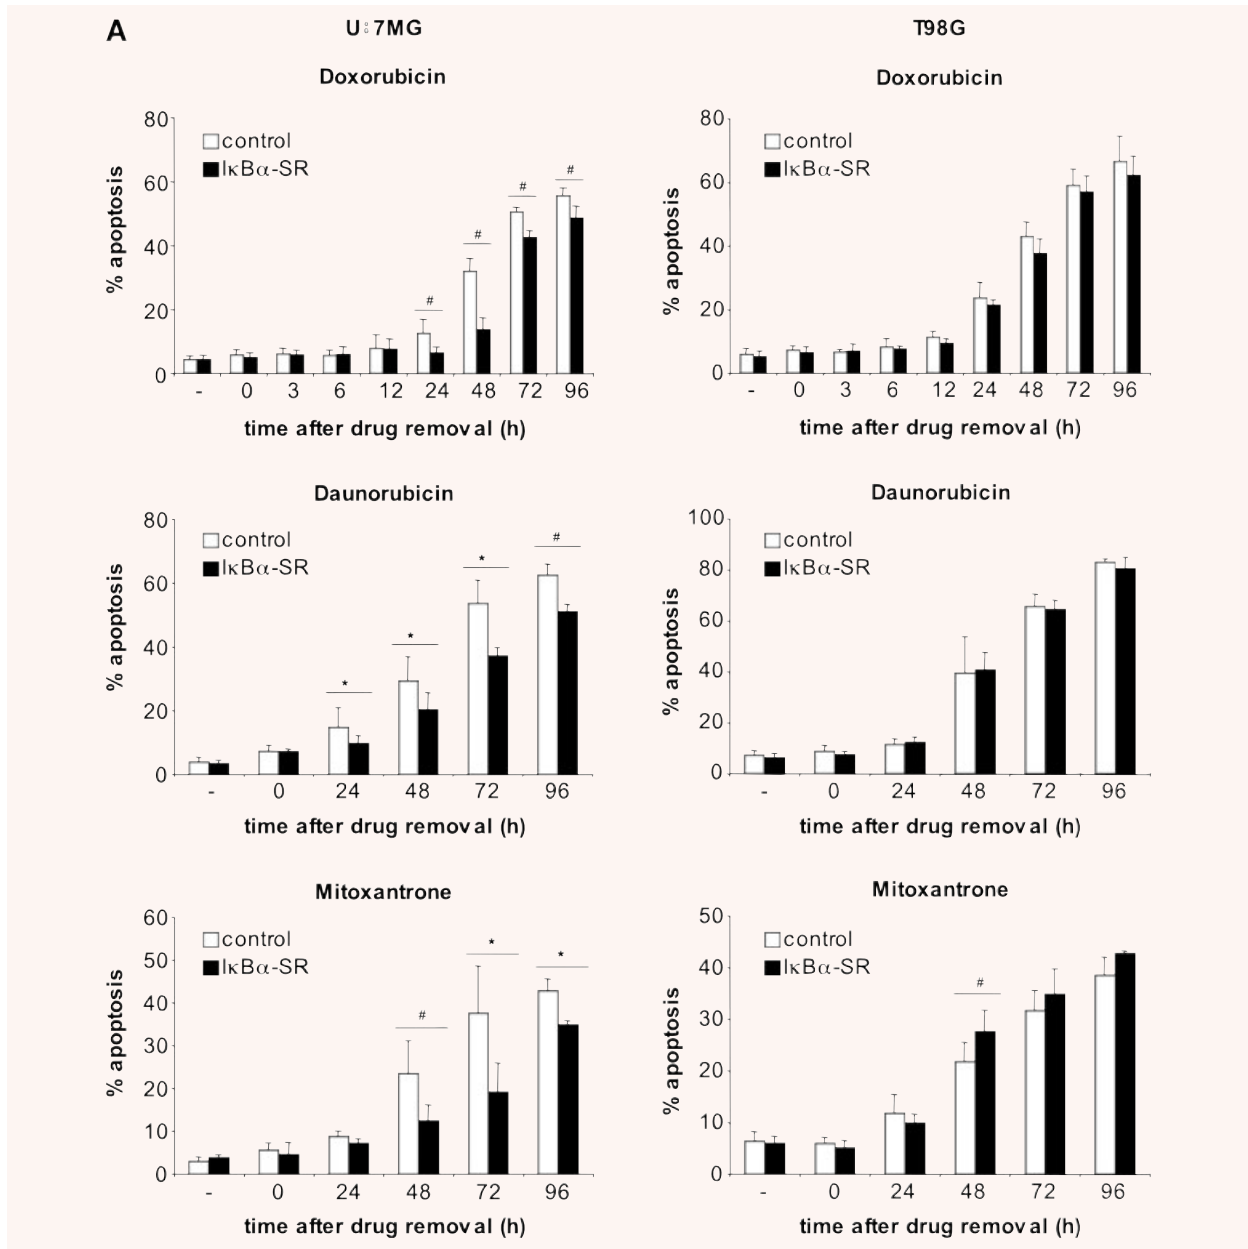 A
U 7MG
T98G
Doxorubicin
80
60
40
20
0
% apoptosis
control
IκBα-SR
#
#
#
#
- 0 3 6 12 24 48 72 96
time after drug removal (h)
Doxorubicin
80
60
40
20
0
% apoptosis
control
IκBα-SR
- 0 3 6 12 24 48 72 96
time after drug removal (h)
Daunorubicin
80
60
40
20
0
% apoptosis
control
IκBα-SR
*
*
*
#
- 0 24 48 72 96
time after drug removal (h)
Daunorubicin
100
80
60
40
20
0
% apoptosis
control
IκBα-SR
- 0 24 48 72 96
time after drug removal (h)
Mitoxantrone
60
50
40
30
20
10
0
% apoptosis
control
IκBα-SR
#
*
*
- 0 24 48 72 96
time after drug removal (h)
Mitoxantrone
50
40
30
20
10
0
% apoptosis
control
IκBα-SR
#
- 0 24 48 72 96
time after drug removal (h)